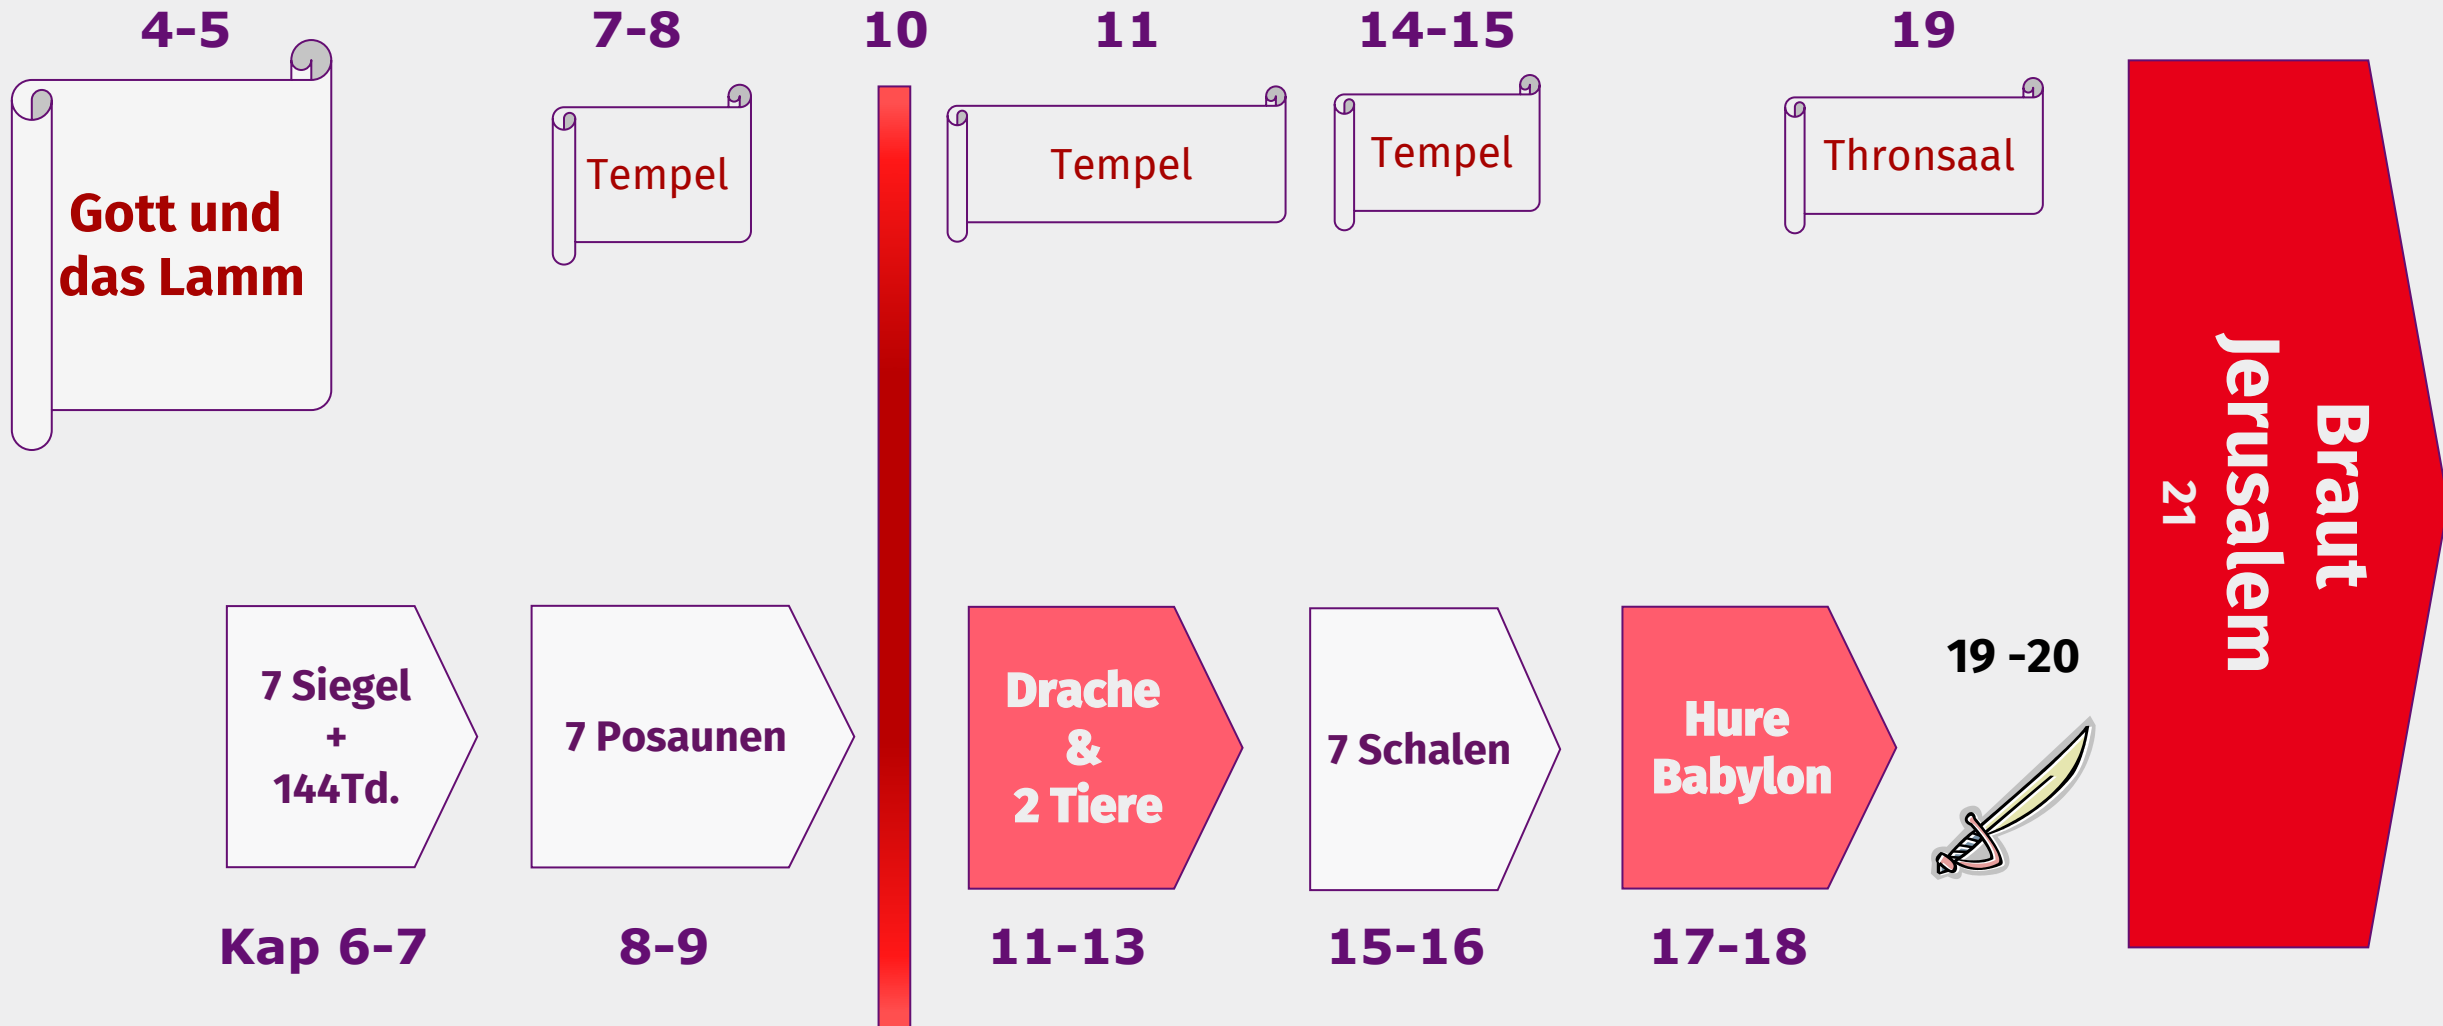 4-5
7-8
10
11
14-15
19
Gott und
das Lamm
Tempel
Tempel
Tempel
Thronsaal
7 Siegel
+
144Td.
7 Posaunen
Drache
&
2 Tiere
7 Schalen
Hure
Babylon
19 -20
Braut
Jerusalem
21
Kap 6-7
8-9
11-13
15-16
17-18